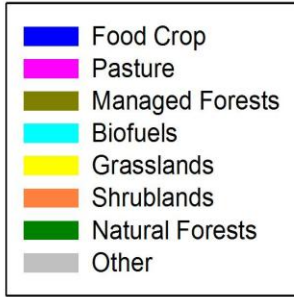 Food Crop
Pasture
Managed Forests
Biofuels
Grasslands
Shrublands
Natural Forests
Other